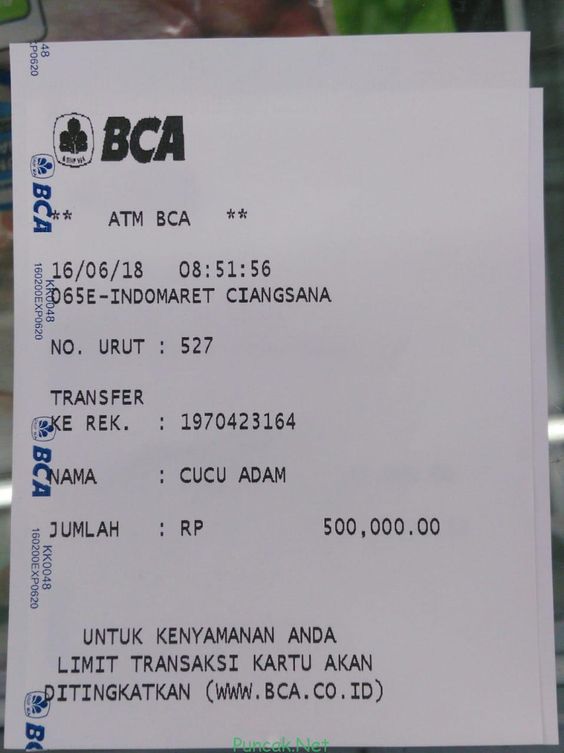 BCA
** ATM BCA **
16/06/18 08:51:56
O65E-INDOMARET CIANGSANA
NO. URUT : 527
TRANSFER
KE REK. : 1970423164
NAMA : CUCU ADAM
JUMLAH : RP 500,000.00
UNTUK KENYAMANAN ANDA
LIMIT TRANSAKSI KARTU AKAN
DITINGKATKAN (WWW.BCA.CO.ID)
48
EXP0620
BCA
KK0048
160200EXP0620
BCA
KK0048
160200EXP0620
Puncak.Net